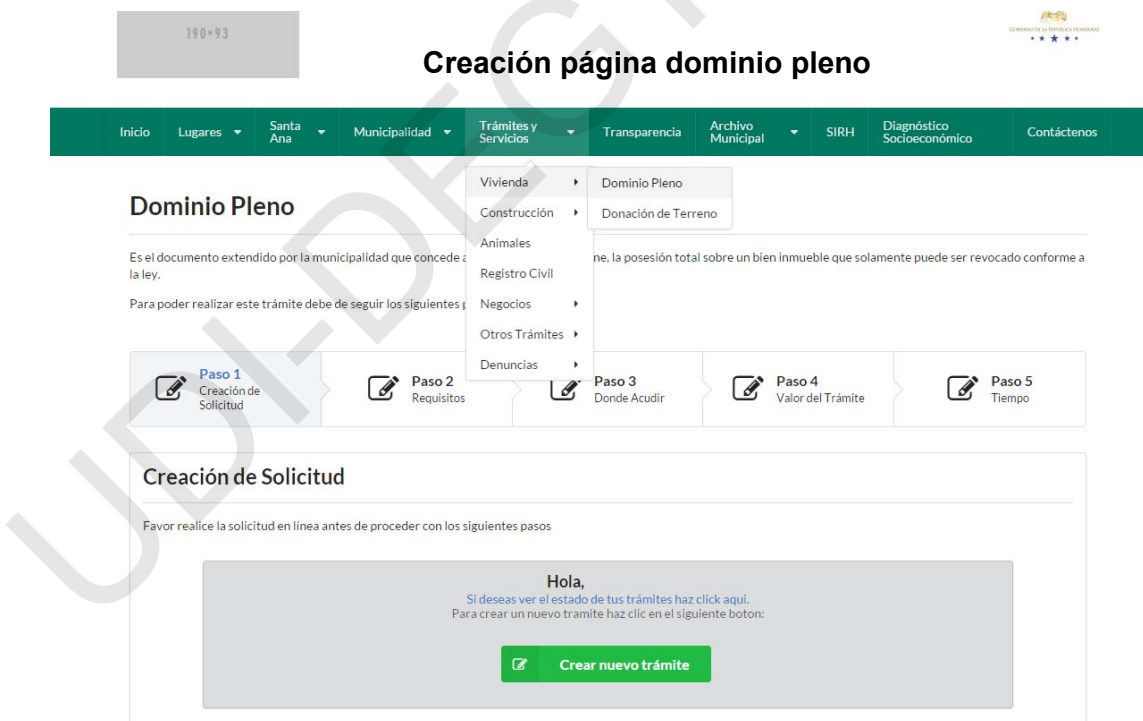 190×93
GOBIERNO DE LA REPÚBLICA HONDURAS
Creación página dominio pleno
Inicio
Lugares
Santa
Ana
Municipalidad
Trámites y
Servicios
Transparencia
Archivo
Municipal
SIRH
Diagnóstico
Socioeconómico
Contáctenos
Vivienda
Construcción
Animales
Registro Civil
Negocios
Otros Trámites
Denuncias
Dominio Pleno
Donación de Terreno
Dominio Pleno
Es el documento extendido por la municipalidad que concede ne, la posesión total sobre un bien inmueble que solamente puede ser revocado conforme a
la ley.
Para poder realizar este trámite debe de seguir los siguientes
Paso 1
Creación de
Solicitud
Paso 2
Requisitos
Paso 3
Donde Acudir
Paso 4
Valor del Trámite
Paso 5
Tiempo
Creación de Solicitud
Favor realice la solicitud en línea antes de proceder con los siguientes pasos
Hola,
Si deseas ver el estado de tus trámites haz click aqui.
Para crear un nuevo tramite haz clic en el siguiente boton:
Crear nuevo trámite